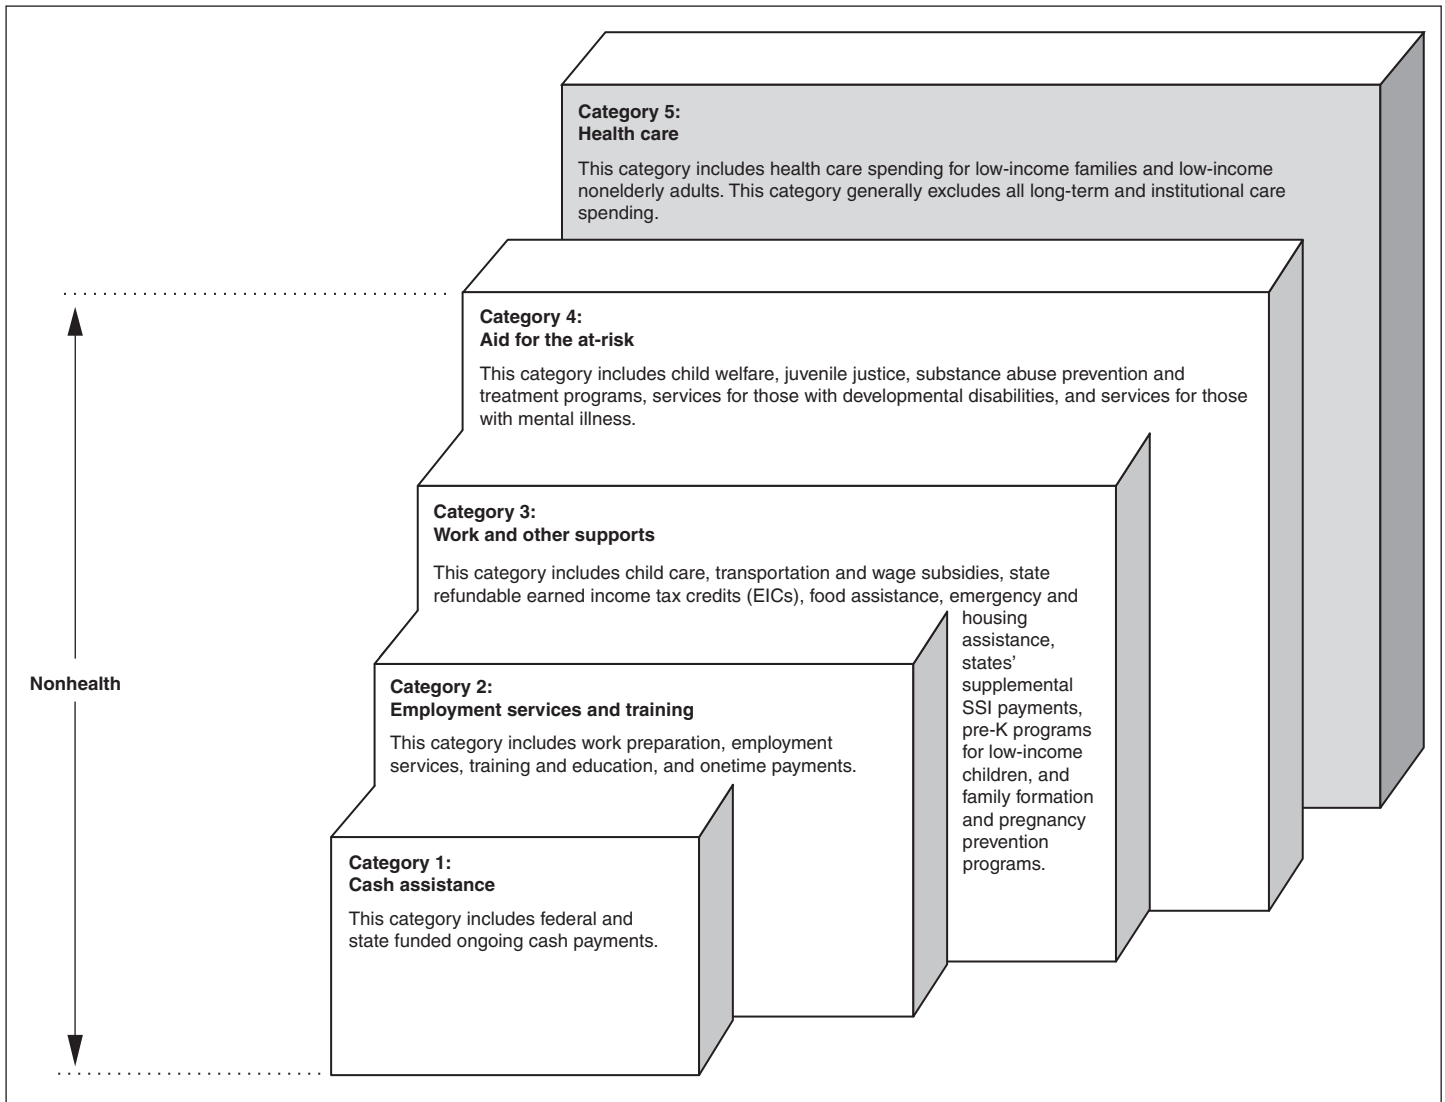 Category 5:
Health care
This category includes health care spending for low-income families and low-income
nonelderly adults. This category generally excludes all long-term and institutional care
spending.
Category 4:
Aid for the at-risk
This category includes child welfare, juvenile justice, substance abuse prevention and
treatment programs, services for those with developmental disabilities, and services for those
with mental illness.
Category 3:
Work and other supports
This category includes child care, transportation and wage subsidies, state
refundable earned income tax credits (EICs), food assistance, emergency and
housing
assistance,
states’
supplemental
SSI payments,
pre-K programs
for low-income
children, and
family formation
and pregnancy
prevention
programs.
Nonhealth
Category 2:
Employment services and training
This category includes work preparation, employment
services, training and education, and onetime payments.
Category 1:
Cash assistance
This category includes federal and
state funded ongoing cash payments.